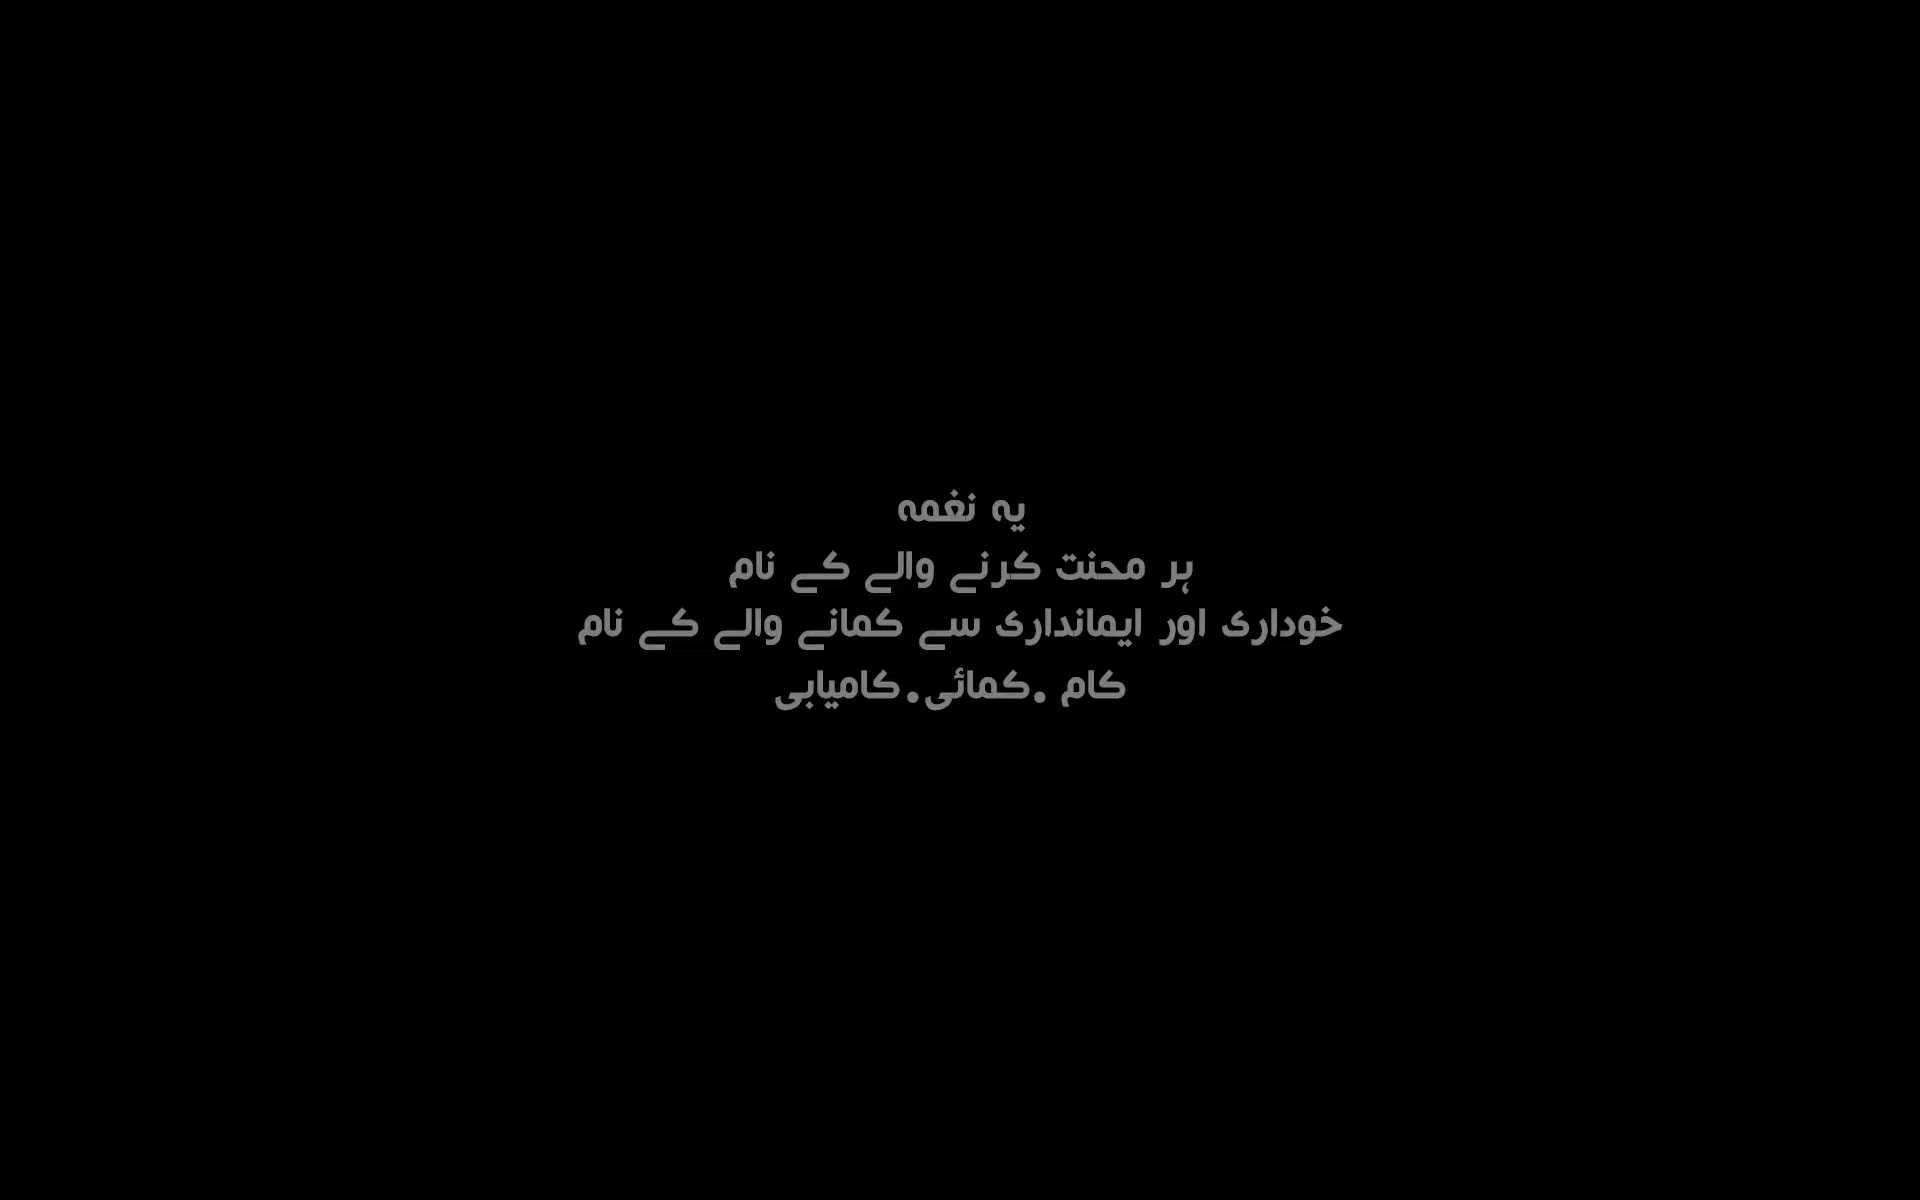 یہ نغمہ
ہر محنت کرنے والے کے نام
خوداری اور ایمانداری سے کمانے والے کے نام
کام .کمائی.کامیابی